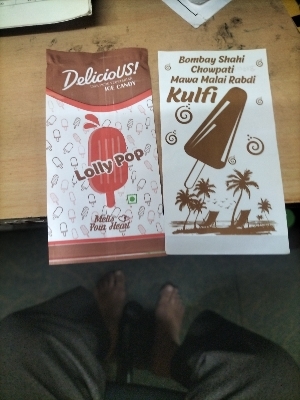 DelicioUS!
ICE CANDY
Lolly Pop
Melts
Your Heart
Bombay Shahi
Chowpati
Mawa Malai Rabdi
Kulfi